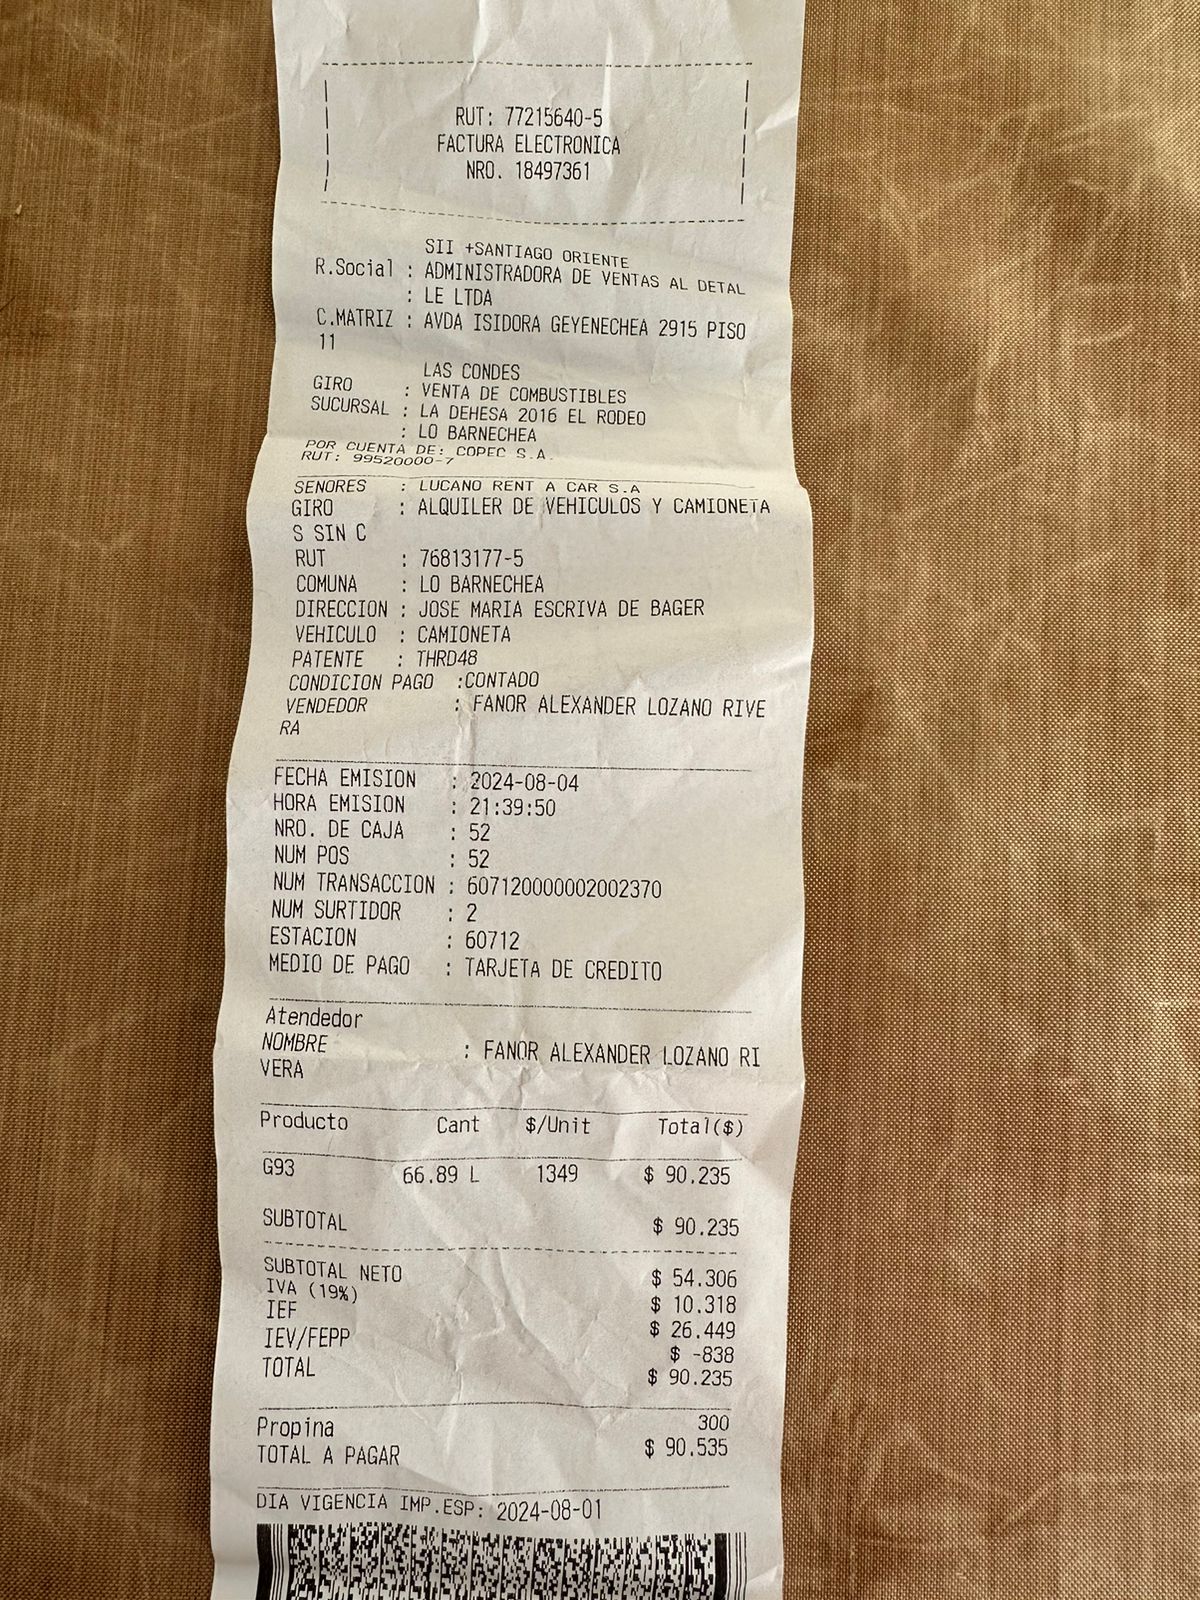 RUT: 77215640-5
FACTURA ELECTRONICA
NRO. 18497361
SII +SANTIAGO ORIENTE
R.Social : ADMINISTRADORA DE VENTAS AL DETAL
: LE LTDA
C.MATRIZ : AVDA ISIDORA GEYENECHEA 2915 PISO
11
LAS CONDES
GIRO : VENTA DE COMBUSTIBLES
SUCURSAL : LA DEHESA 2016 EL RODEO
: LO BARNECHEA
POR CUENTA DE: COPEC S.A.
RUT: 99520000-7
SENORES : LUCANO RENT A CAR S.A
GIRO : ALQUILER DE VEHICULOS Y CAMIONETA
S SIN C
RUT : 76813177-5
COMUNA : LO BARNECHEA
DIRECCION : JOSE MARIA ESCRIVA DE BAGER
VEHICULO : CAMIONETA
PATENTE : THRD48
CONDICION PAGO :CONTADO
VENDEDOR : FANOR ALEXANDER LOZANO RIVE
RA
FECHA EMISION : 2024-08-04
HORA EMISION : 21:39:50
NRO. DE CAJA : 52
NUM POS : 52
NUM TRANSACCION : 607120000002002370
NUM SURTIDOR : 2
ESTACION : 60712
MEDIO DE PAGO : TARJETA DE CREDITO
Atendedor
NOMBRE : FANOR ALEXANDER LOZANO RI
VERA
Producto Cant $/Unit Total($)
G93 66.89 L 1349 $ 90.235
SUBTOTAL $ 90.235
SUBTOTAL NETO $ 54.306
IVA (19%) $ 10.318
IEF $ 26.449
IEV/FEPP $ -838
TOTAL $ 90.235
Propina 300
TOTAL A PAGAR $ 90.535
DIA VIGENCIA IMP.ESP: 2024-08-01